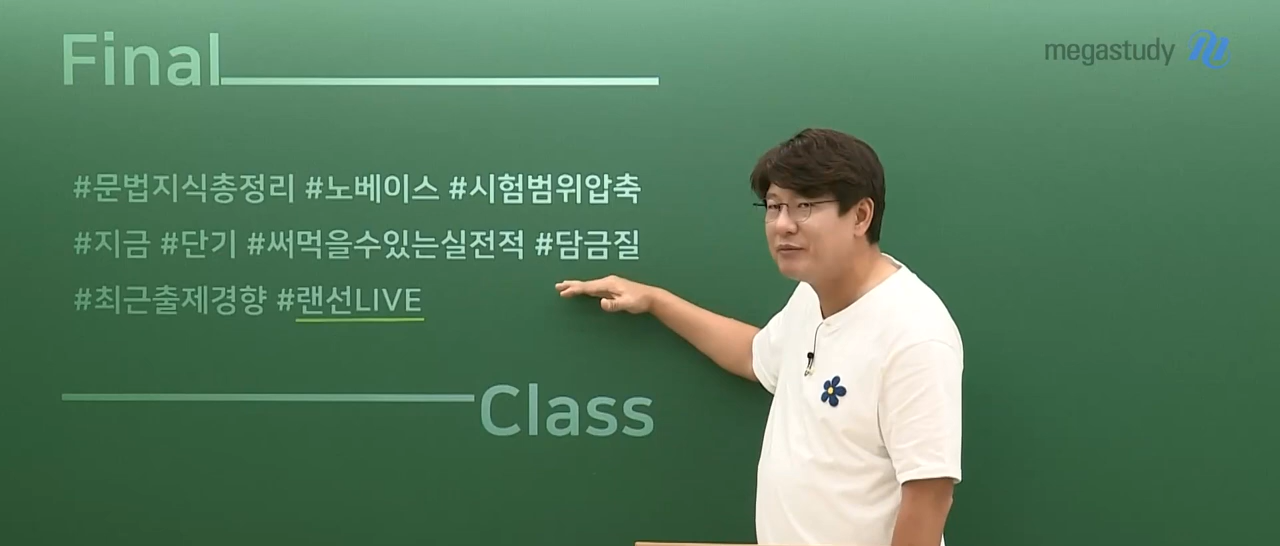 Final
megastudy
#문법지식총정리 #노베이스 #시험범위압축
#지금 #단기 #써먹을수있는실전적 #담금질
#최근출제경향 #랜선LIVE
Class